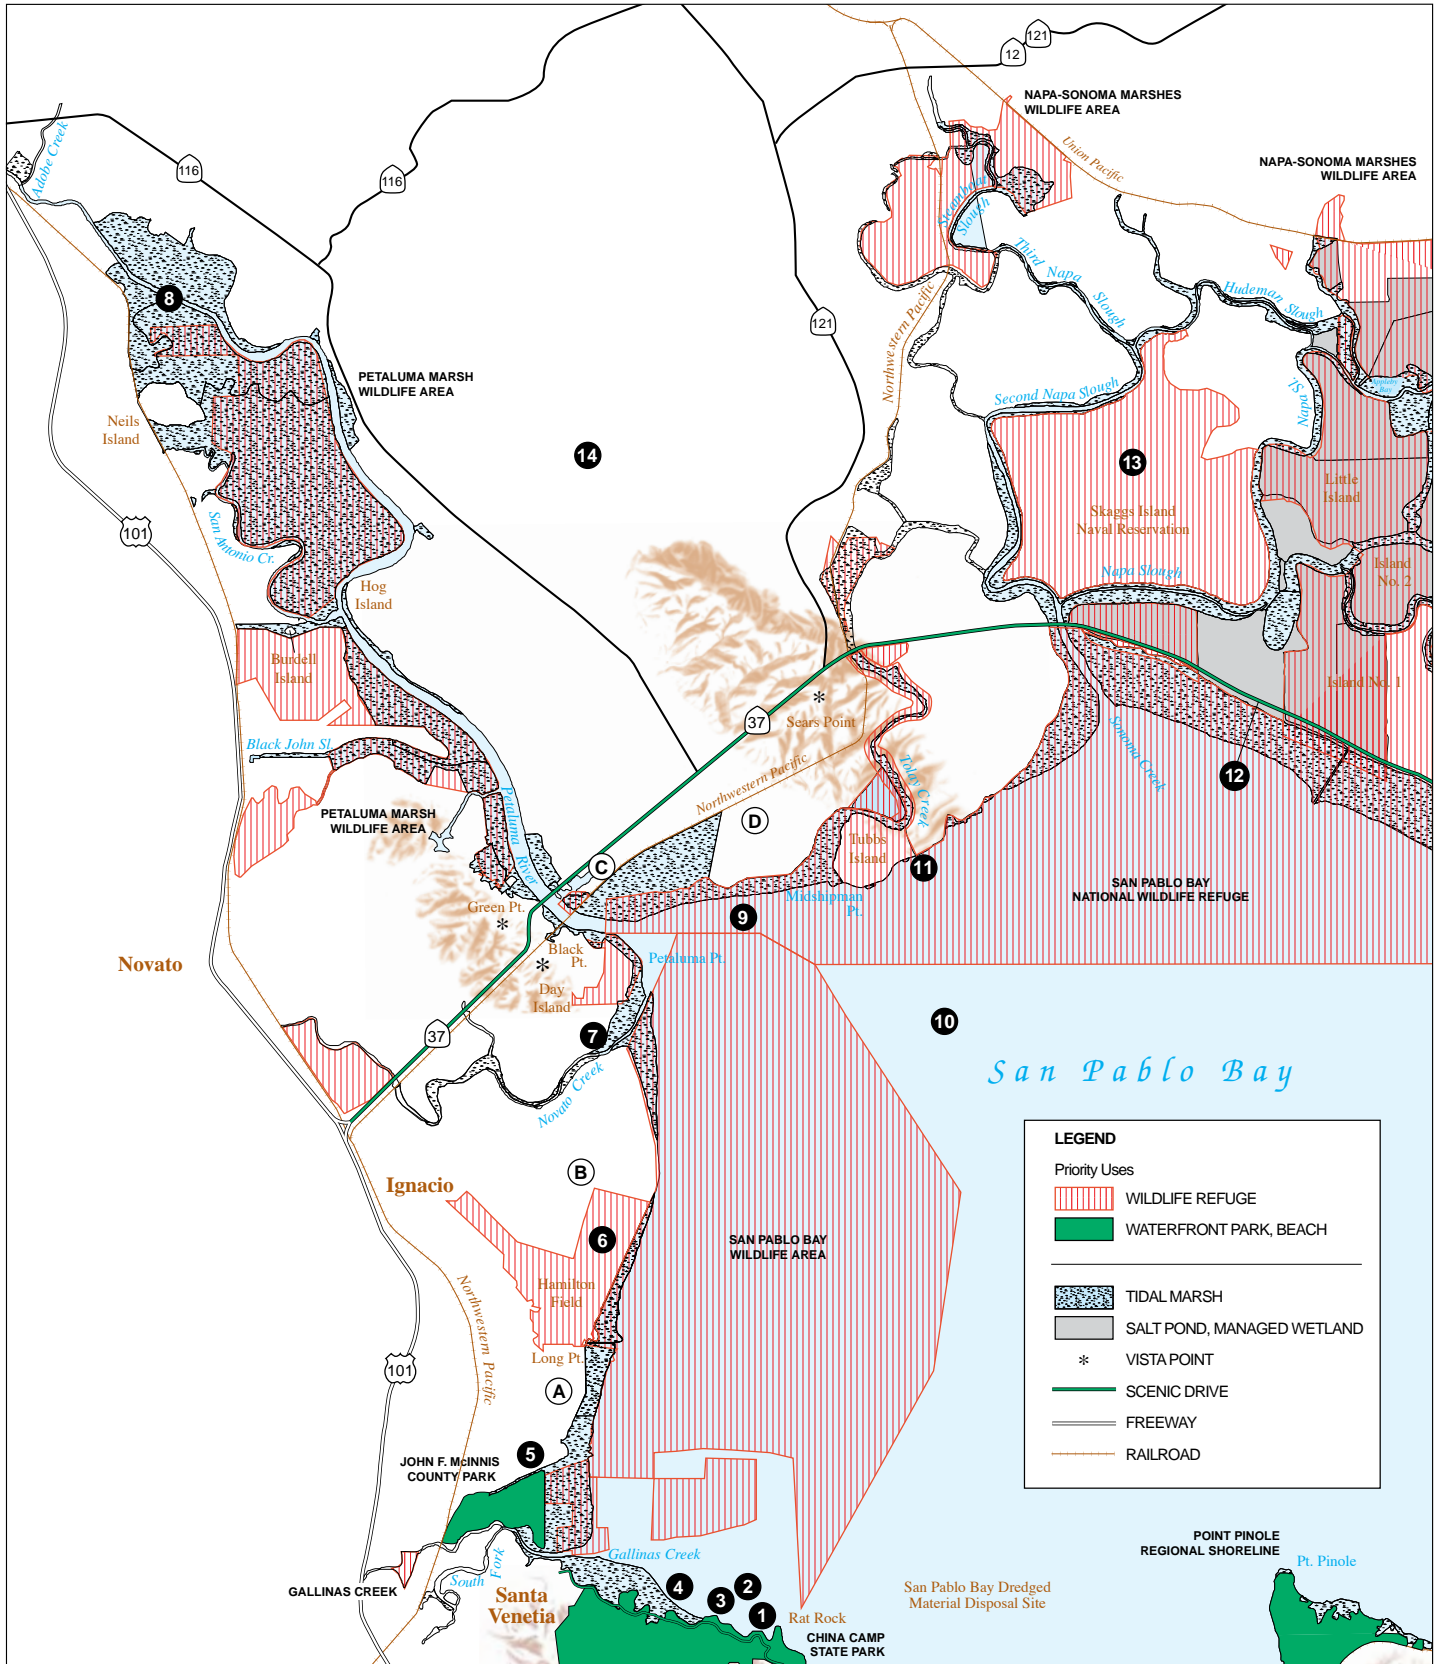 121
12
NAPA-SONOMA MARSHES
WILDLIFE AREA
Adobe Creek
116
116
Union Pacific
NAPA-SONOMA MARSHES
WILDLIFE AREA
Steamboat
Slough
Third Napa Slough
Hudeman Slough
8
121
Northwestern Pacific
PETALUMA MARSH
WILDLIFE AREA
Appleby
Bay
Second Napa Slough
Napa Sl.
Neils
Island
14
13
Little
Island
101
San Antonio Cr.
Skaggs Island
Naval Reservation
Napa Slough
Island
No. 2
Hog
Island
Burdell
Island
Island No. 1
37
Sears Point
Black John Sl.
Sonoma Creek
Northwestern Pacific
Tolay Creek
12
PETALUMA MARSH
WILDLIFE AREA
Petaluma River
D
Tubbs
Island
C
11
SAN PABLO BAY
NATIONAL WILDLIFE REFUGE
Midshipman
Pt.
Green Pt.
9
Black
Pt.
Petaluma Pt.
Novato
Day
Island
10
37
7
San Pablo Bay
Novato Creek
LEGEND
Priority Uses
WILDLIFE REFUGE
WATERFRONT PARK, BEACH
TIDAL MARSH
SALT POND, MANAGED WETLAND
* VISTA POINT
SCENIC DRIVE
FREEWAY
RAILROAD
B
Ignacio
6
SAN PABLO BAY
WILDLIFE AREA
Hamilton
Field
Northwestern Pacific
Long Pt.
101
A
5
JOHN F. McINNIS
COUNTY PARK
POINT PINOLE
REGIONAL SHORELINE
Pt. Pinole
Gallinas Creek
South Fork
GALLINAS CREEK
Santa
Venetia
4
3
2
1
Rat Rock
San Pablo Bay Dredged
Material Disposal Site
CHINA CAMP
STATE PARK